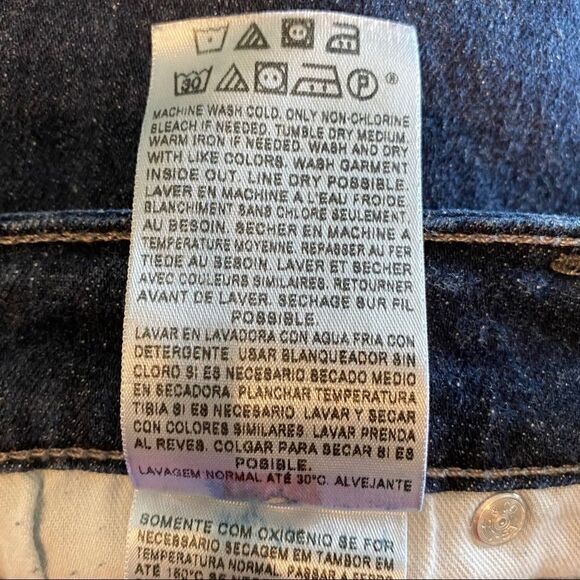 30 P ®
MACHINE WASH COLD. ONLY NON-CHLORINE
BLEACH IF NEEDED. TUMBLE DRY MEDIUM.
WARM IRON IF NEEDED. WASH AND DRY
WITH LIKE COLORS. WASH GARMENT
INSIDE OUT. LINE DRY POSSIBLE.
LAVER EN MACHINE A L'EAU FROIDE.
BLANCHIMENT SANS CHLORE SEULEMENT,
AU BESOIN. SECHER EN MACHINE A
TEMPERATURE MOYENNE. REPASSER AU FER
TIEDE AU BESOIN. LAVER ET SECHER
AVEC COULEURS SIMILAIRES. RETOURNER
AVANT DE LAVER. SECHAGE SUR FIL
POSSIBLE.
LAVAR EN LAVADORA CON AGUA FRIA CON
DETERGENTE. USAR BLANQUEADOR SIN
CLORO SI ES NECESARIO SECADO MEDIO
EN SECADORA. PLANCHAR TEMPERATURA
TIBIA SI ES NECESARIO. LAVAR Y SECAR
CON COLORES SIMILARES. LAVAR PRENDA
AL REVES. COLGAR PARA SECAR SI ES
POSIBLE.
LAVAGEM NORMAL ATÉ 30°C. ALVEJANTE
SOMENTE COM OXIGÊNIO SE FOR
NECESSÁRIO SECAGEM EM TAMBOR EM
TEMPERATURA NORMAL. PASSAR A FERRO